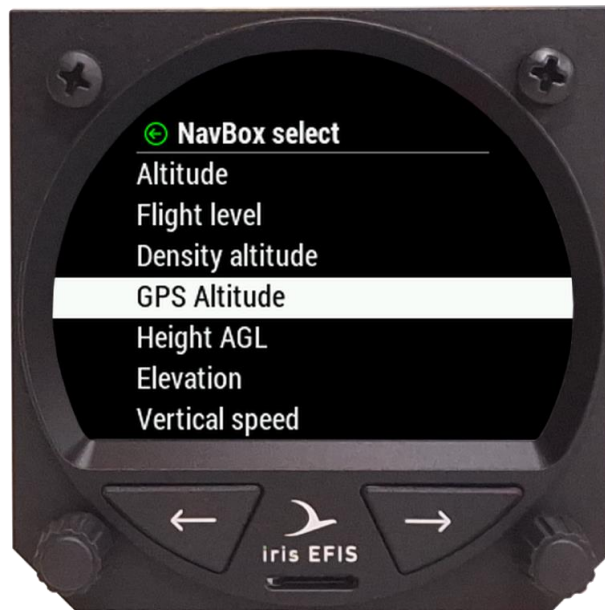 NavBox select
Altitude
Flight level
Density altitude
GPS Altitude
Height AGL
Elevation
Vertical speed
iris EFIS